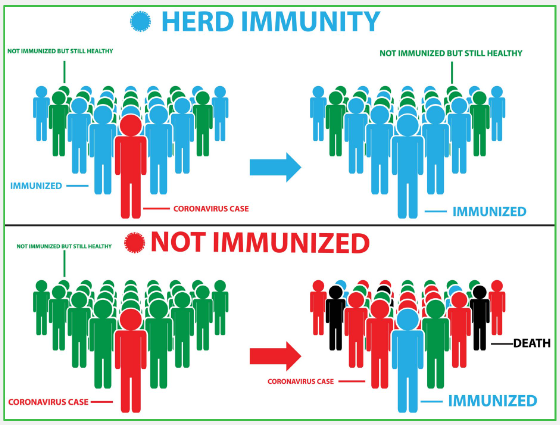 HERD IMMUNITY
NOT IMMUNIZED BUT STILL HEALTHY
NOT IMMUNIZED BUT STILL HEALTHY
IMMUNIZED
CORONAVIRUS CASE
IMMUNIZED
NOT IMMUNIZED
NOT IMMUNIZED BUT STILL HEALTHY
DEATH
CORONAVIRUS CASE
CORONAVIRUS CASE
IMMUNIZED